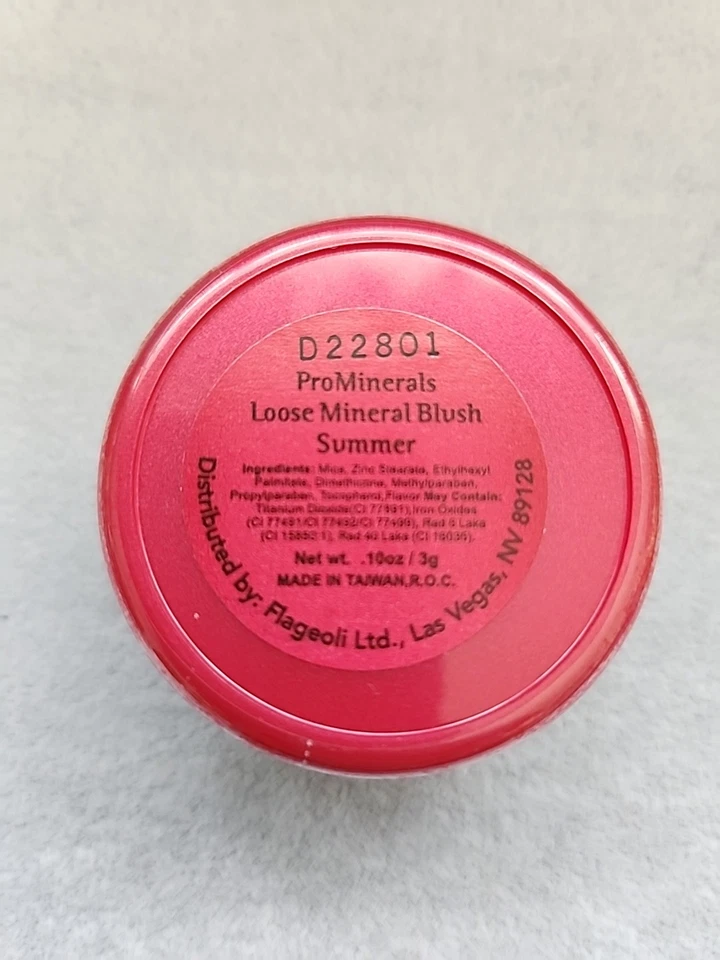 D22801
ProMinerals
Loose Mineral Blush
Summer
Ingredients: Mica, Zinc Stearate, Ethylhexyl
Palmitate, Dimethicone, Methylparaben,
Propylparaben, Tocopherol,Flavor May Contain:
Titanium Dioxide(CI 77891),Iron Oxides
(CI 77491/CI 77492/CI 77499), Red 6 Lake
(CI 15850:1), Red 40 Lake (CI 16035).
Net wt. .10oz / 3g
MADE IN TAIWAN,R.O.C.
Distributed by: Flageoli Ltd., Las Vegas, NV 89128